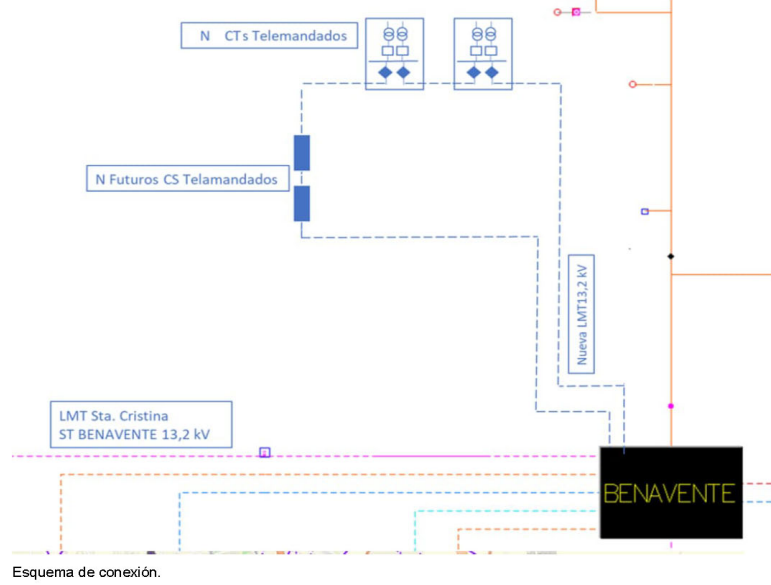 N CTs Telemandados
N Futuros CS Telamandados
Nueva LMT13,2 kV
LMT Sta. Cristina
ST BENAVENTE 13,2 kV
BENAVENTE
Esquema de conexión.